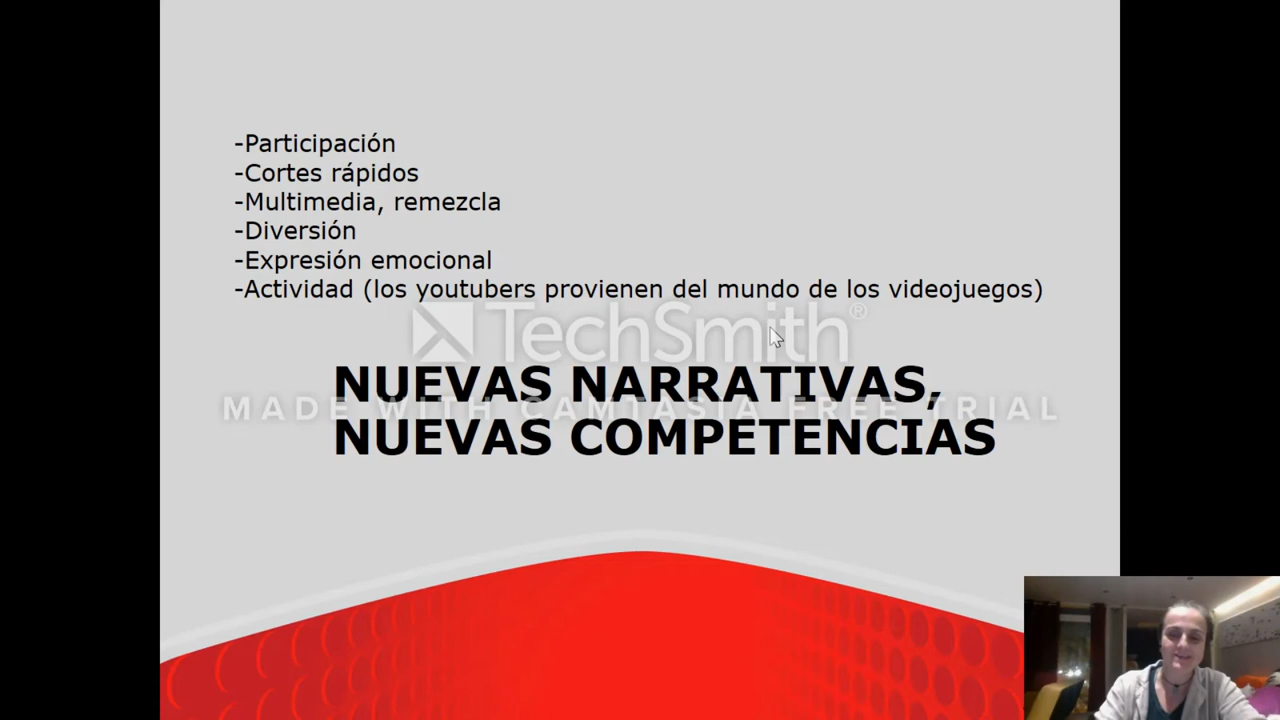 -Participación
-Cortes rápidos
-Multimedia, remezcla
-Diversión
-Expresión emocional
-Actividad (los youtubers provienen del mundo de los videojuegos)
TechSmith®
NUEVAS NARRATIVAS,
MADE WITH CAMTASIA FREE TRIAL
NUEVAS COMPETENCIAS